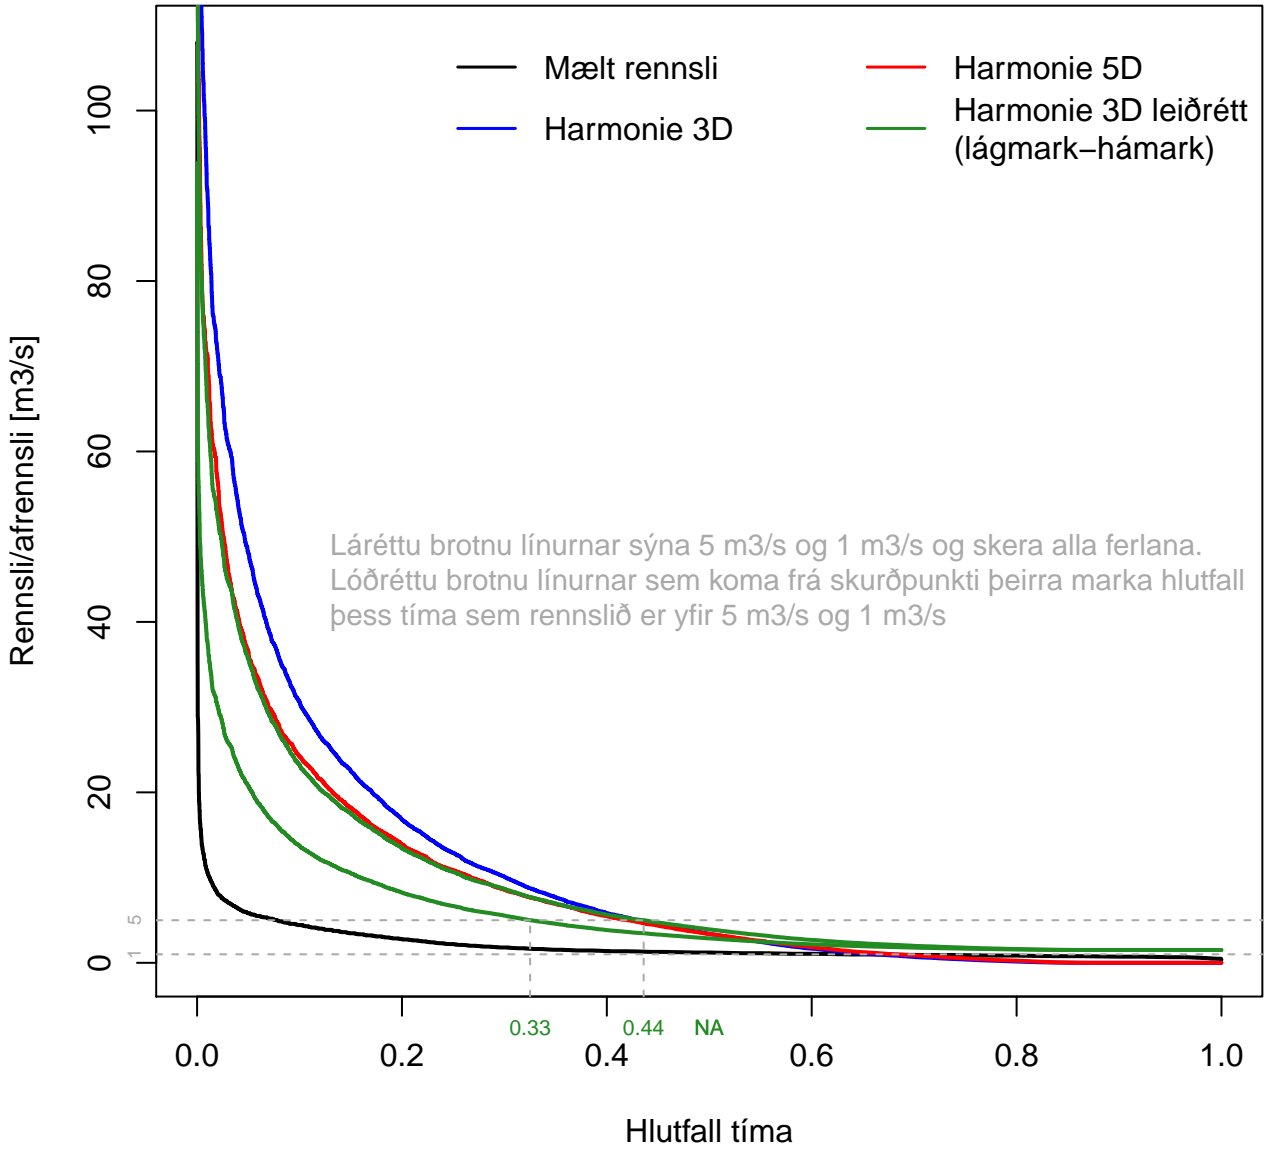 Mælt rennsli
Harmonie 3D
Harmonie 5D
Harmonie 3D leiðrétt
(lágmark−hámark)
Rennsli/afrennsli [m3/s]
100
80
60
40
20
0
5
1
Láréttu brotnu línurnar sýna 5 m3/s og 1 m3/s og skera alla ferlana.
Lóðréttu brotnu línurnar sem koma frá skurðpunkti þeirra marka hlutfall
þess tíma sem rennslið er yfir 5 m3/s og 1 m3/s
0.33 0.44 NA
0.0 0.2 0.4 0.6 0.8 1.0
Hlutfall tíma